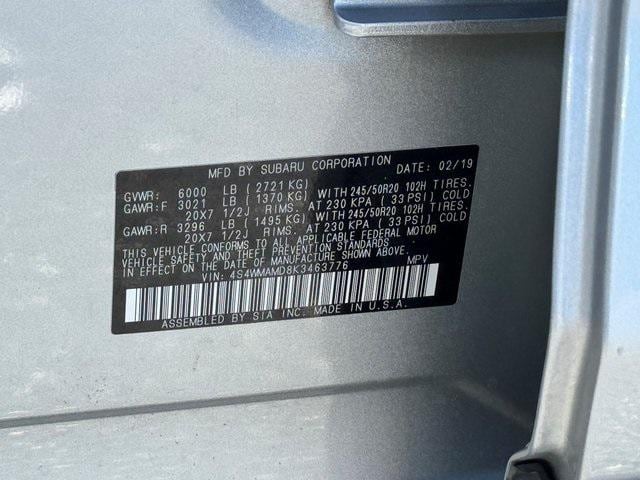 MFD BY SUBARU CORPORATION DATE: 02/19
GVWR: 6000 LB ( 2721 KG)
GAWR:F 3021 LB ( 1370 KG) WITH 245/50R20 102H TIRES.
20X7 1/2J RIMS. AT 230 KPA ( 33 PSI) COLD
GAWR:R 3296 LB ( 1495 KG) WITH 245/50R20 102H TIRES.
20X7 1/2J RIMS. AT 230 KPA ( 33 PSI) COLD
THIS VEHICLE CONFORMS TO ALL APPLICABLE FEDERAL MOTOR
VEHICLE SAFETY AND THEFT PREVENTION STANDARDS
IN EFFECT ON THE DATE OF MANUFACTURE SHOWN ABOVE.
VIN: 4S4WMAMD8K3463776 MPV
ASSEMBLED BY SIA INC. MADE IN U.S.A.